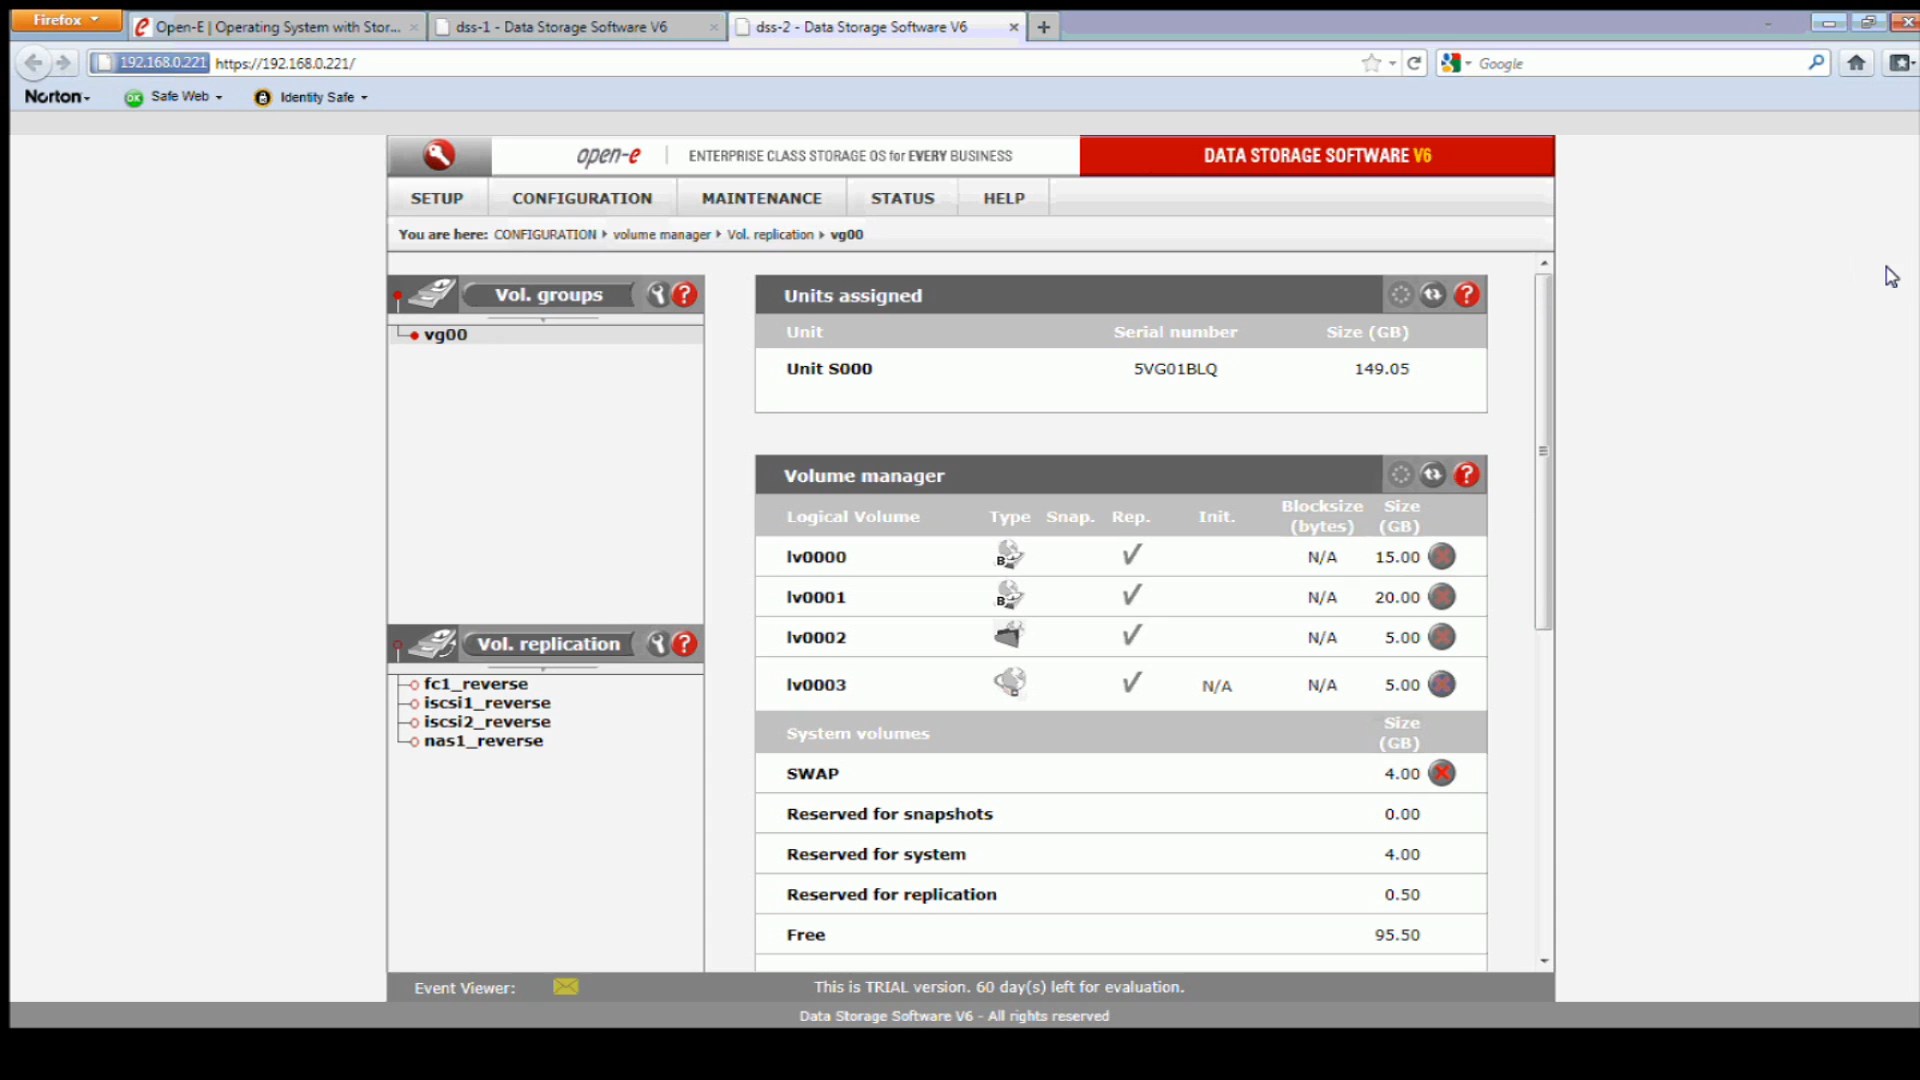 Firefox
Open-E | Operating System with Stor...
dss-1 - Data Storage Software V6
dss-2 - Data Storage Software V6
192.168.0.221 https://192.168.0.221/
Google
Norton
OK Safe Web
Identity Safe
open-e ENTERPRISE CLASS STORAGE OS for EVERY BUSINESS
DATA STORAGE SOFTWARE V6
SETUP CONFIGURATION MAINTENANCE STATUS HELP
You are here: CONFIGURATION volume manager Vol. replication vg00
Vol. groups ?
vg00
Vol. replication ?
fc1_reverse
iscsi1_reverse
iscsi2_reverse
nas1_reverse
Units assigned ?
Unit Serial number Size (GB)
Unit S000 5VG01BLQ 149.05
Volume manager ?
Logical Volume Type Snap. Rep. Init. Blocksize (bytes) Size (GB)
lv0000 B N/A 15.00
lv0001 B N/A 20.00
lv0002 N/A 5.00
lv0003 N/A N/A 5.00
System volumes Size (GB)
SWAP 4.00
Reserved for snapshots 0.00
Reserved for system 4.00
Reserved for replication 0.50
Free 95.50
Event Viewer: This is TRIAL version. 60 day(s) left for evaluation.
Data Storage Software V6 - All rights reserved